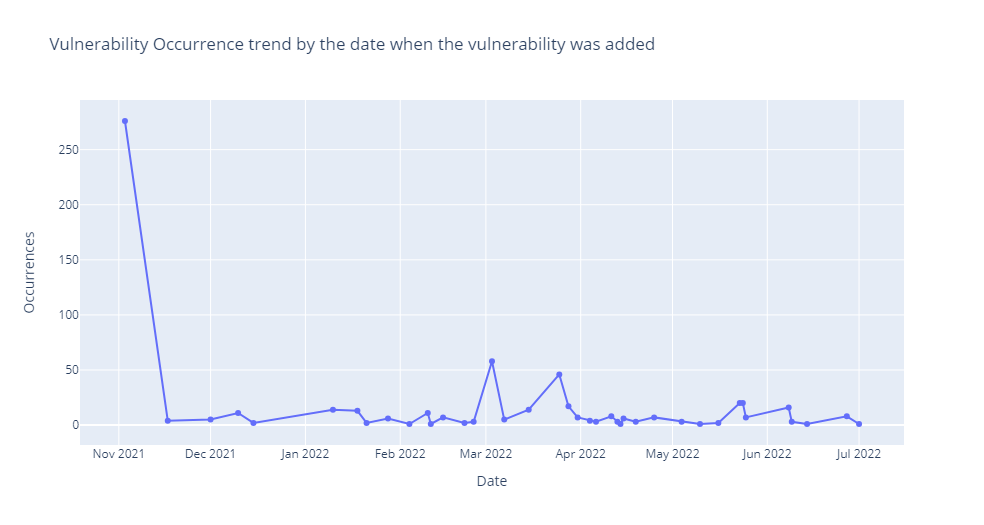 Vulnerability Occurrence trend by the date when the vulnerability was added
Occurrences
250
200
150
100
50
0
Nov 2021 Dec 2021 Jan 2022 Feb 2022 Mar 2022 Apr 2022 May 2022 Jun 2022 Jul 2022
Date